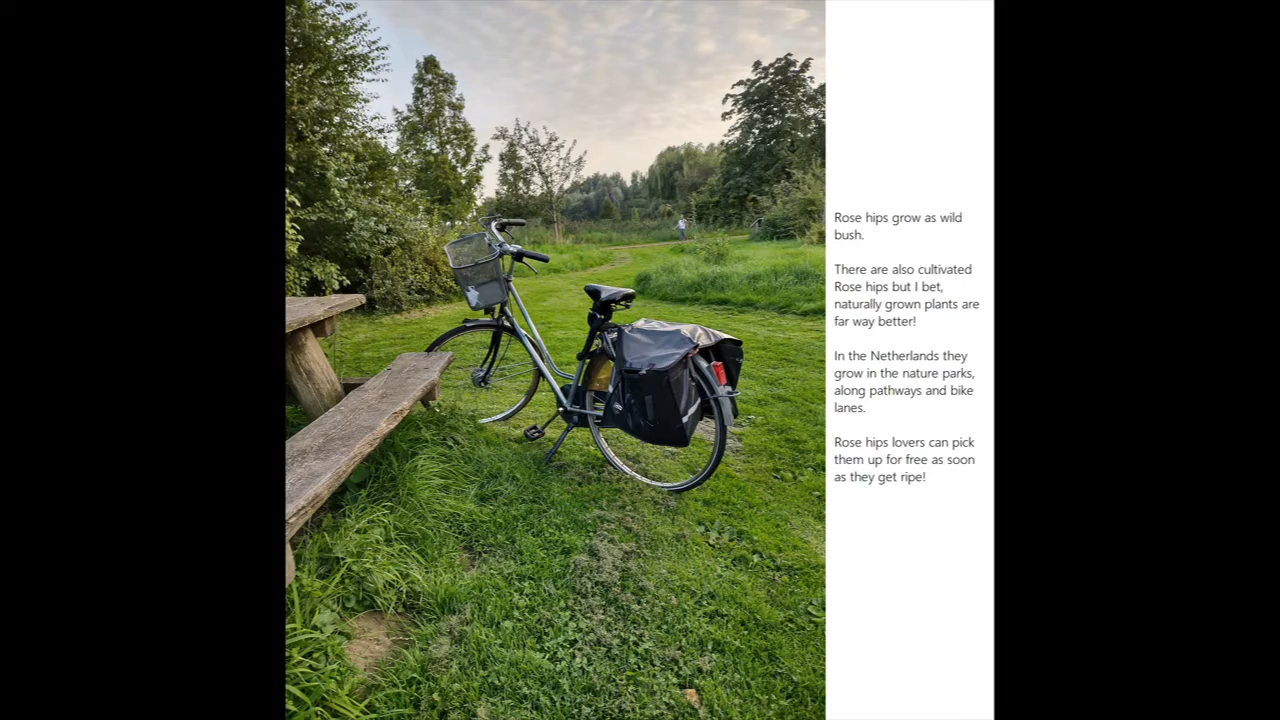 Rose hips grow as wild
bush.
There are also cultivated
Rose hips but I bet,
naturally grown plants are
far way better!
In the Netherlands they
grow in the nature parks,
along pathways and bike
lanes.
Rose hips lovers can pick
them up for free as soon
as they get ripe!